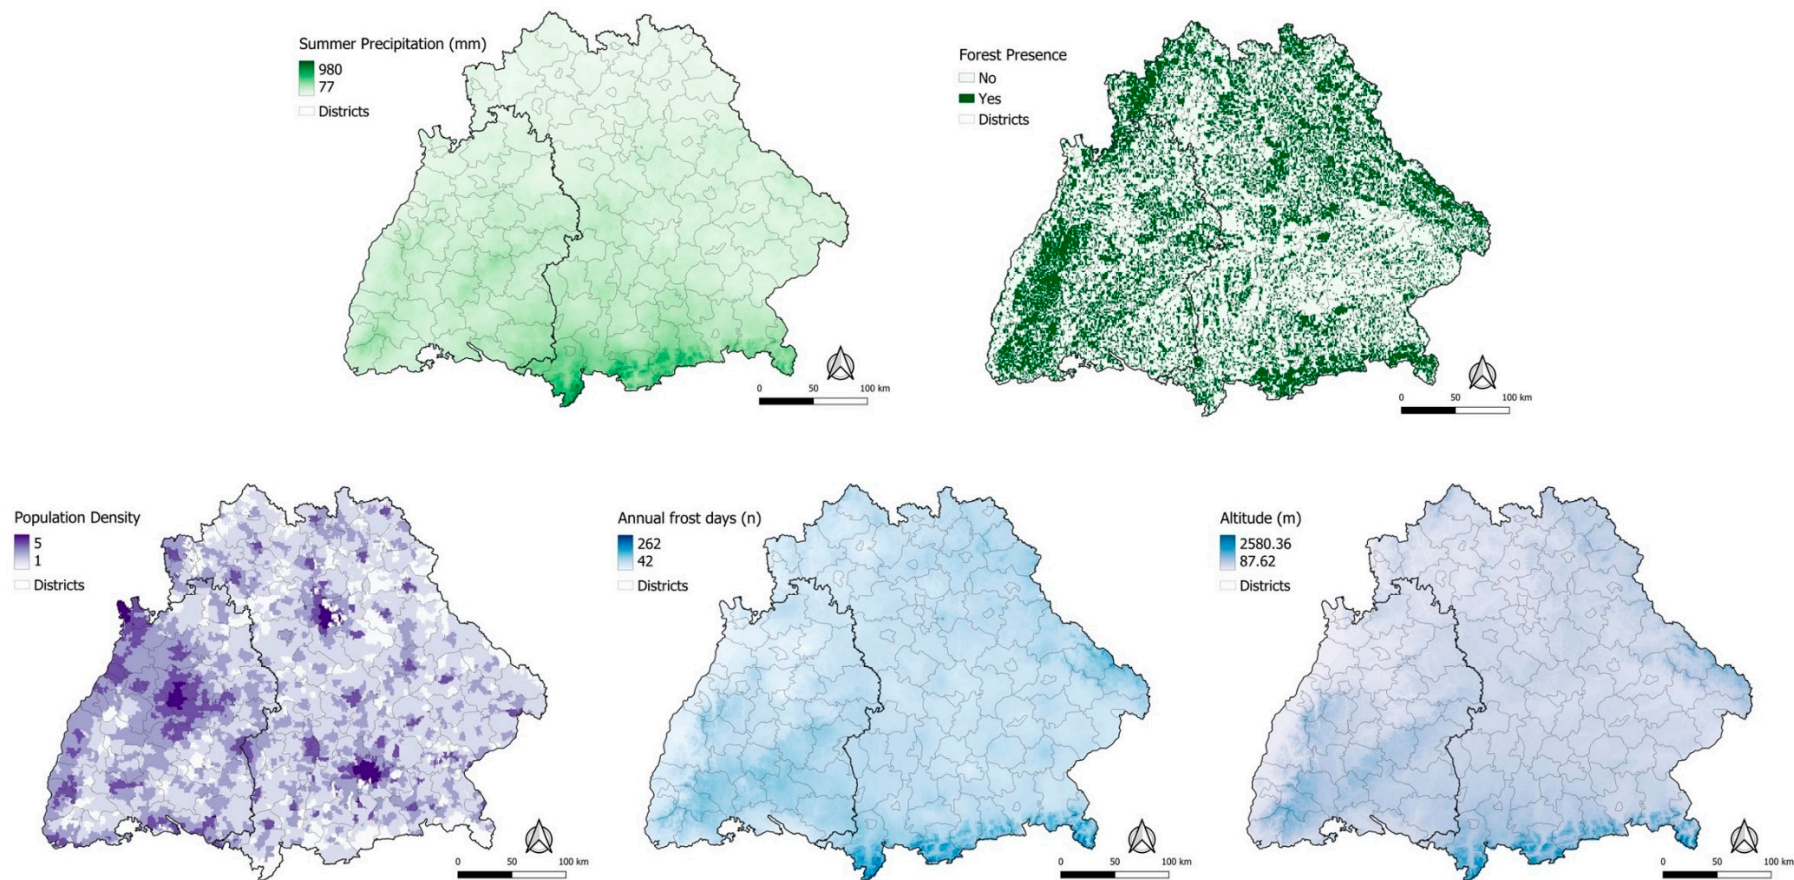 Summer Precipitation (mm)
980
77
Districts
0 50 100 km
Forest Presence
No
Yes
Districts
0 50 100 km
Population Density
5
1
Districts
0 50 100 km
Annual frost days (n)
262
42
Districts
0 50 100 km
Altitude (m)
2580.36
87.62
Districts
0 50 100 km